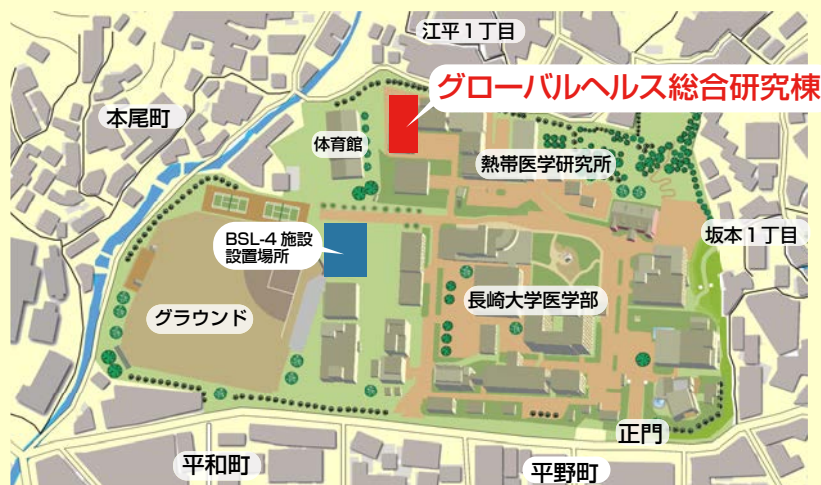 江平1丁目
グローバルヘルス総合研究棟
本尾町
体育館
熱帯医学研究所
坂本1丁目
BSL-4 施設
設置場所
長崎大学医学部
グラウンド
正門
平和町
平野町